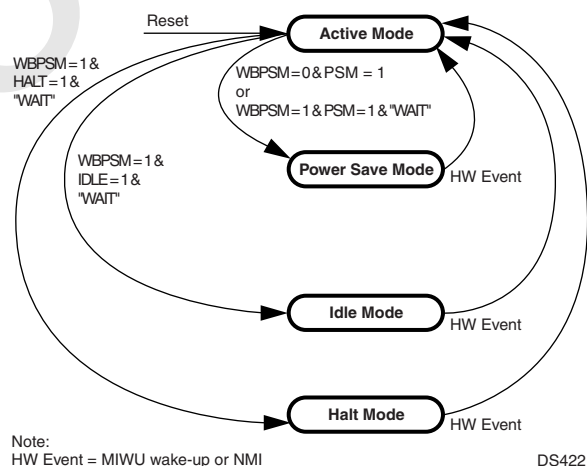 Reset
Active Mode
WBPSM=1&
HALT=1&
"WAIT"
WBPSM=0&PSM = 1
or
WBPSM=1&PSM=1&"WAIT"
WBPSM=1&
IDLE=1&
"WAIT"
Power Save Mode
HW Event
Idle Mode
HW Event
Halt Mode
HW Event
Note:
HW Event = MIWU wake-up or NMI
DS422